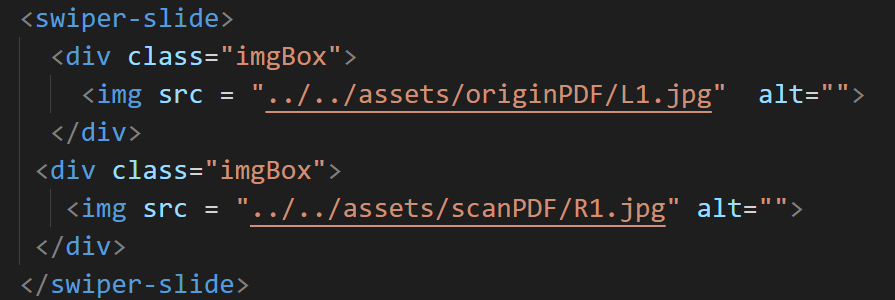 <swiper-slide>
<div class="imgBox">
<img src = "../../assets/originPDF/L1.jpg"  alt="">
</div>
<div class="imgBox">
<img src = "../../assets/scanPDF/R1.jpg" alt="">
</div>
</swiper-slide>